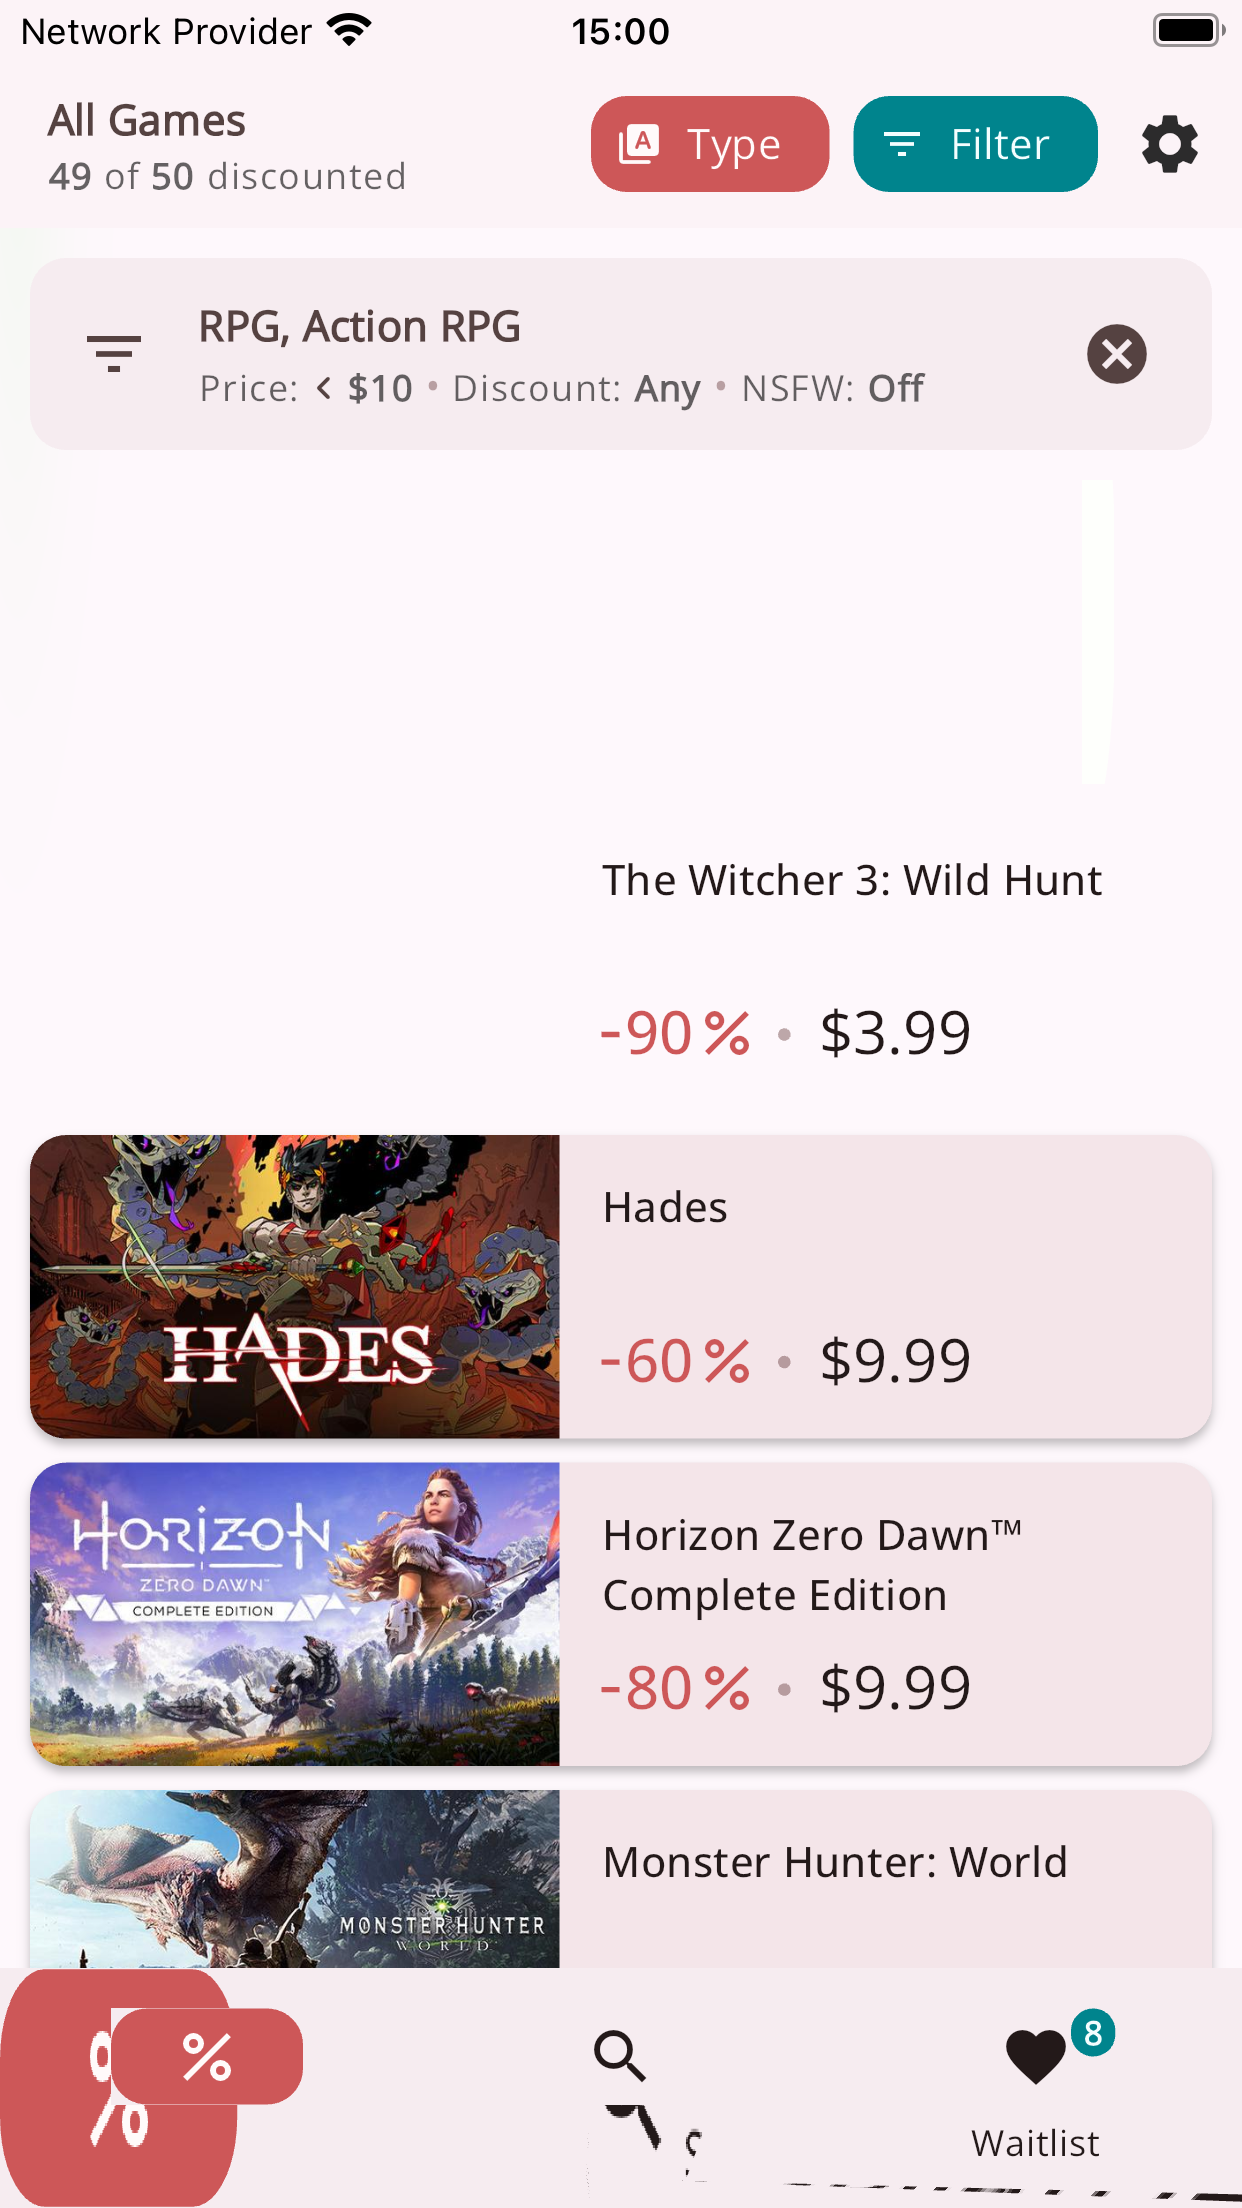 Network Provider 15:00
All Games
49 of 50 discounted
Type
Filter
RPG, Action RPG
Price: < $10 • Discount: Any • NSFW: Off
The Witcher 3: Wild Hunt
-90% • $3.99
HADES
Hades
-60% • $9.99
HORIZON
ZERO DAWN™
COMPLETE EDITION
Horizon Zero Dawn™
Complete Edition
-80% • $9.99
MONSTER HUNTER
WORLD
Monster Hunter: World
%
%
8
Waitlist